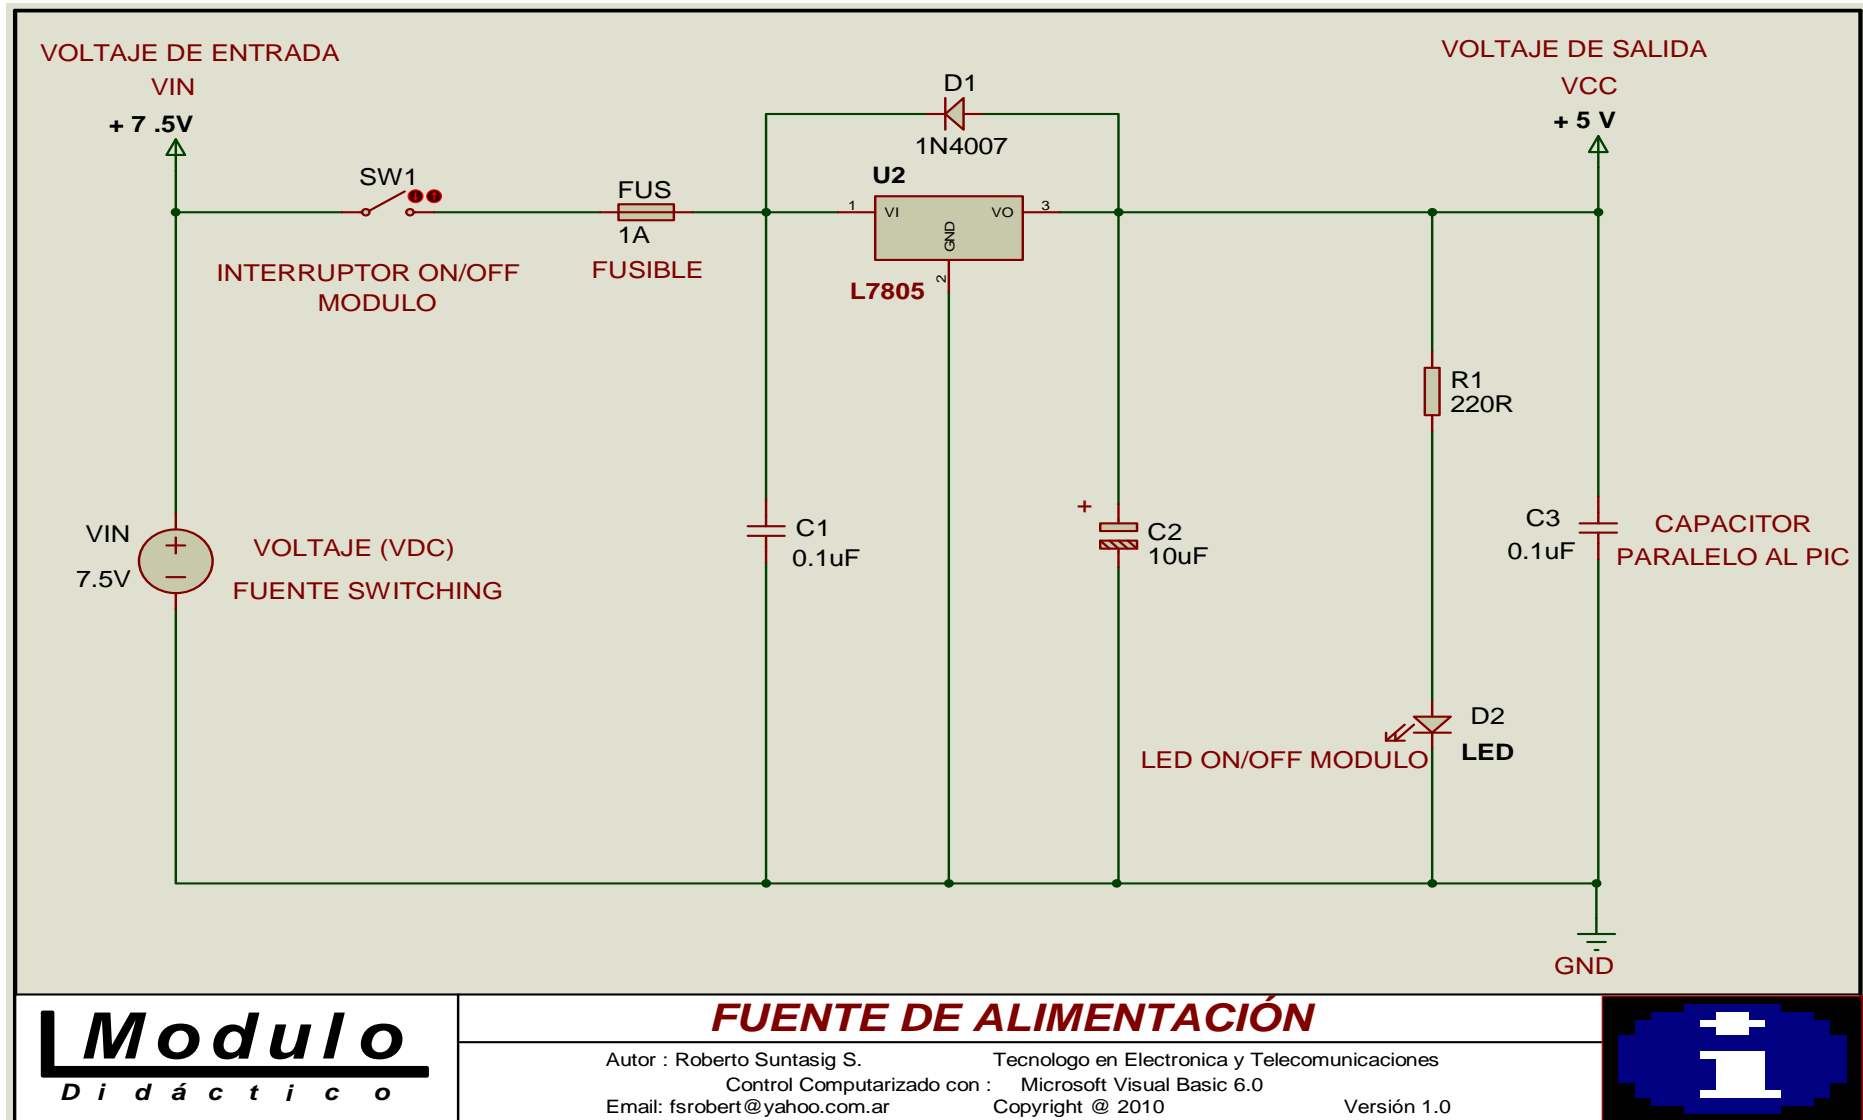 VOLTAJE DE ENTRADA
VIN
+ 7 .5V
VOLTAJE DE SALIDA
VCC
+ 5 V
D1
1N4007
SW1
INTERRUPTOR ON/OFF
MODULO
FUS
1A
FUSIBLE
U2
1
VI
VO
3
GND
2
L7805
R1
220R
VIN
7.5V
+
VOLTAJE (VDC)
FUENTE SWITCHING
C1
0.1uF
+
C2
10uF
C3
0.1uF
CAPACITOR
PARALELO AL PIC
D2
LED
LED ON/OFF MODULO
GND
Modulo
Didáctico
FUENTE DE ALIMENTACIÓN
Autor : Roberto Suntasig S. Tecnologo en Electronica y Telecomunicaciones
Control Computarizado con : Microsoft Visual Basic 6.0
Email: fsrobert@yahoo.com.ar Copyright @ 2010 Versión 1.0
i